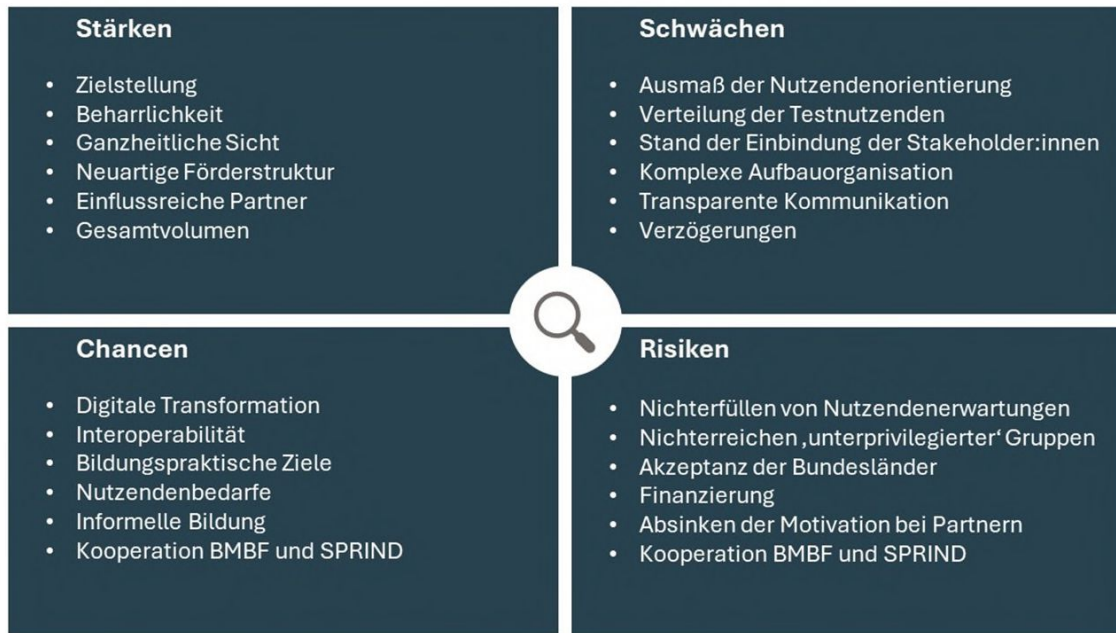 Stärken
• Zielstellung
• Beharrlichkeit
• Ganzheitliche Sicht
• Neuartige Förderstruktur
• Einflussreiche Partner
• Gesamtvolumen
Schwächen
• Ausmaß der Nutzendenorientierung
• Verteilung der Testnutzenden
• Stand der Einbindung der Stakeholder:innen
• Komplexe Aufbauorganisation
• Transparente Kommunikation
• Verzögerungen
Chancen
• Digitale Transformation
• Interoperabilität
• Bildungspraktische Ziele
• Nutzendenbedarfe
• Informelle Bildung
• Kooperation BMBF und SPRIND
Risiken
• Nichterfüllen von Nutzendenerwartungen
• Nichterreichen ‚unterprivilegierter‘ Gruppen
• Akzeptanz der Bundesländer
• Finanzierung
• Absinken der Motivation bei Partnern
• Kooperation BMBF und SPRIND